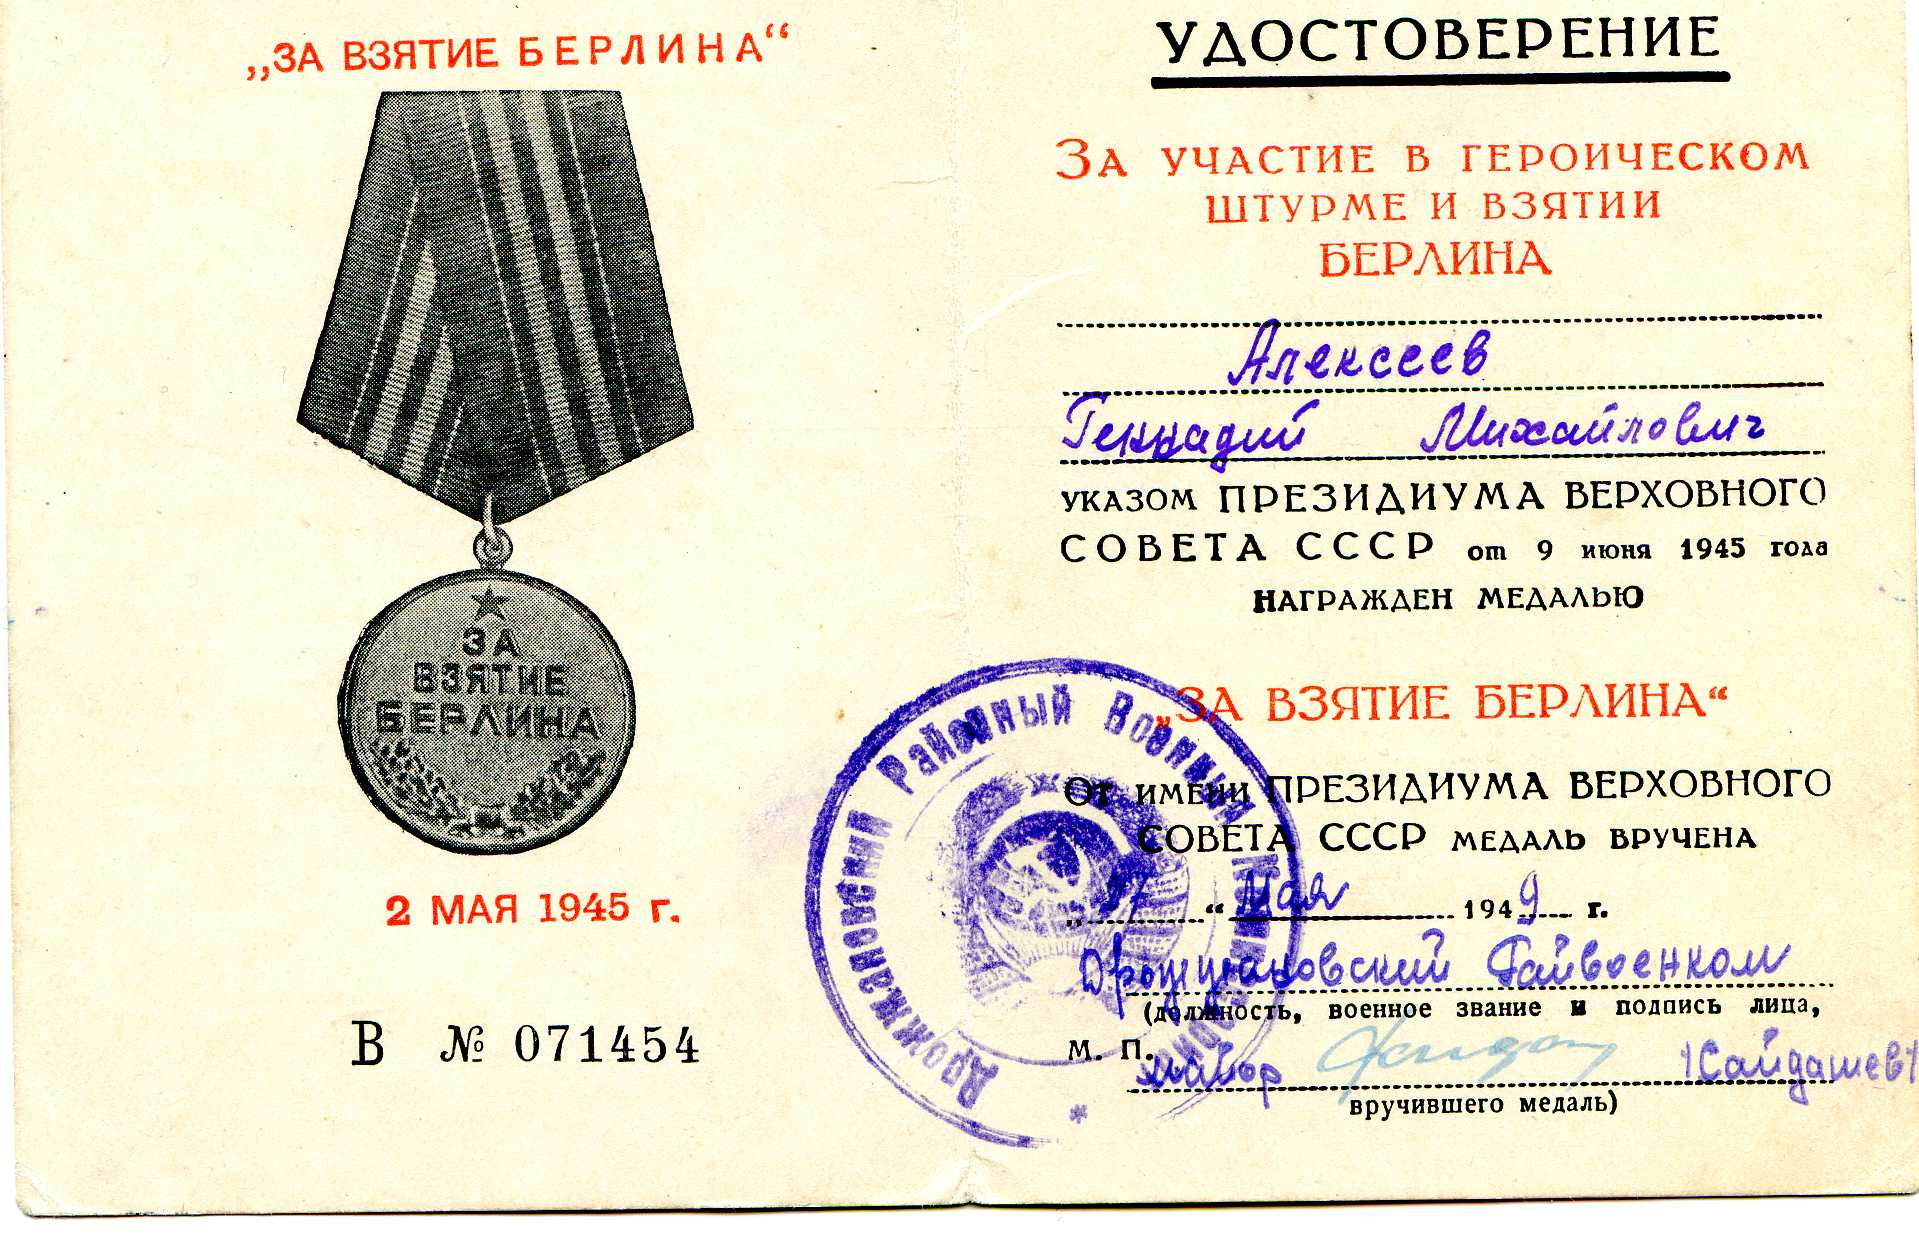 „ЗА ВЗЯТИЕ БЕРЛИНА“
ЗА
ВЗЯТИЕ
БЕРЛИНА
2 МАЯ 1945 г.
В № 071454
УДОСТОВЕРЕНИЕ
ЗА УЧАСТИЕ В ГЕРОИЧЕСКОМ
ШТУРМЕ И ВЗЯТИИ
БЕРЛИНА
Алексеев
Геннадий Михайлович
УКАЗОМ ПРЕЗИДИУМА ВЕРХОВНОГО
СОВЕТА СССР от 9 июня 1945 года
НАГРАЖДЕН МЕДАЛЬЮ
„ЗА ВЗЯТИЕ БЕРЛИНА“
ОТ ИМЕНИ ПРЕЗИДИУМА ВЕРХОВНОГО
СОВЕТА СССР МЕДАЛЬ ВРУЧЕНА
„ “ Мая 1949 г.
Дрожжановский Райвоенком
(должность, военное звание и подпись лица,
М. П.
майор /Сайдашев/
вручившего медаль)
Дрожжановский Районный Военный